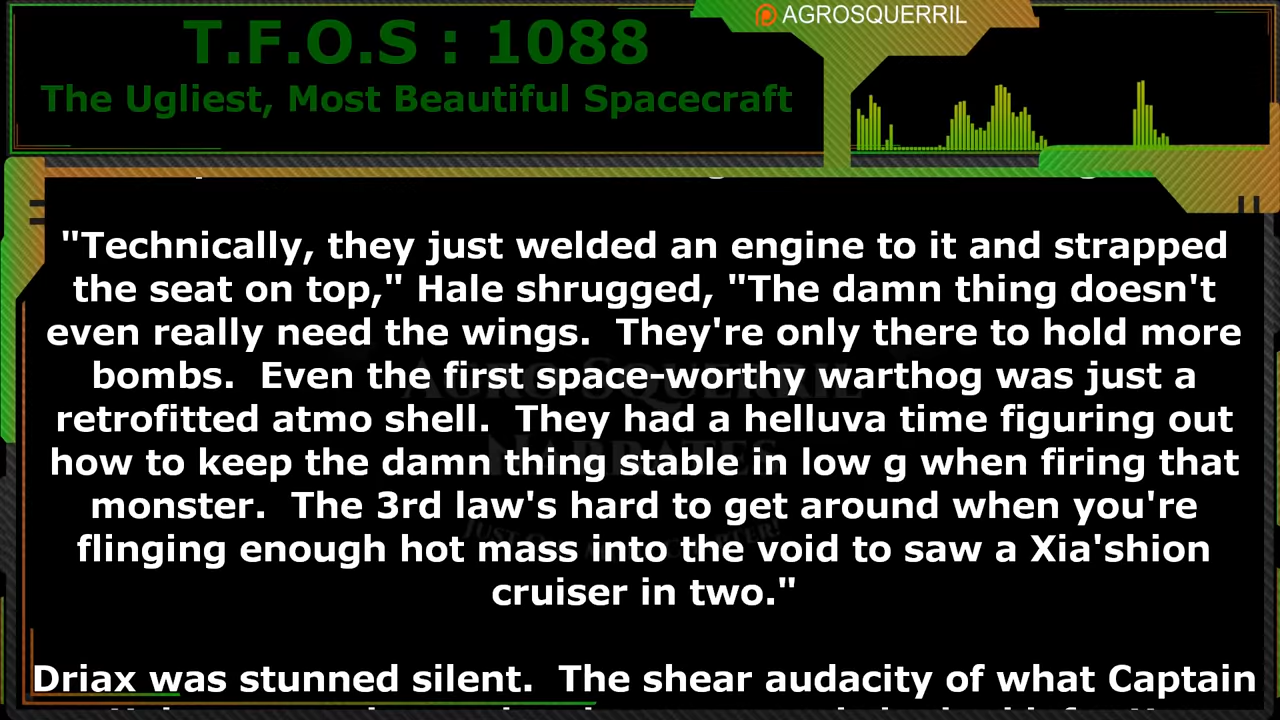 AGROSQUERRIL
T.F.O.S : 1088
The Ugliest, Most Beautiful Spacecraft
"Technically, they just welded an engine to it and strapped
the seat on top," Hale shrugged, "The damn thing doesn't
even really need the wings.  They're only there to hold more
bombs.  Even the first space-worthy warthog was just a
retrofitted atmo shell.  They had a helluva time figuring out
how to keep the damn thing stable in low g when firing that
monster.  The 3rd law's hard to get around when you're
flinging enough hot mass into the void to saw a Xia'shion
cruiser in two."
Driax was stunned silent.  The shear audacity of what Captain
Agro Squerril
Narrates